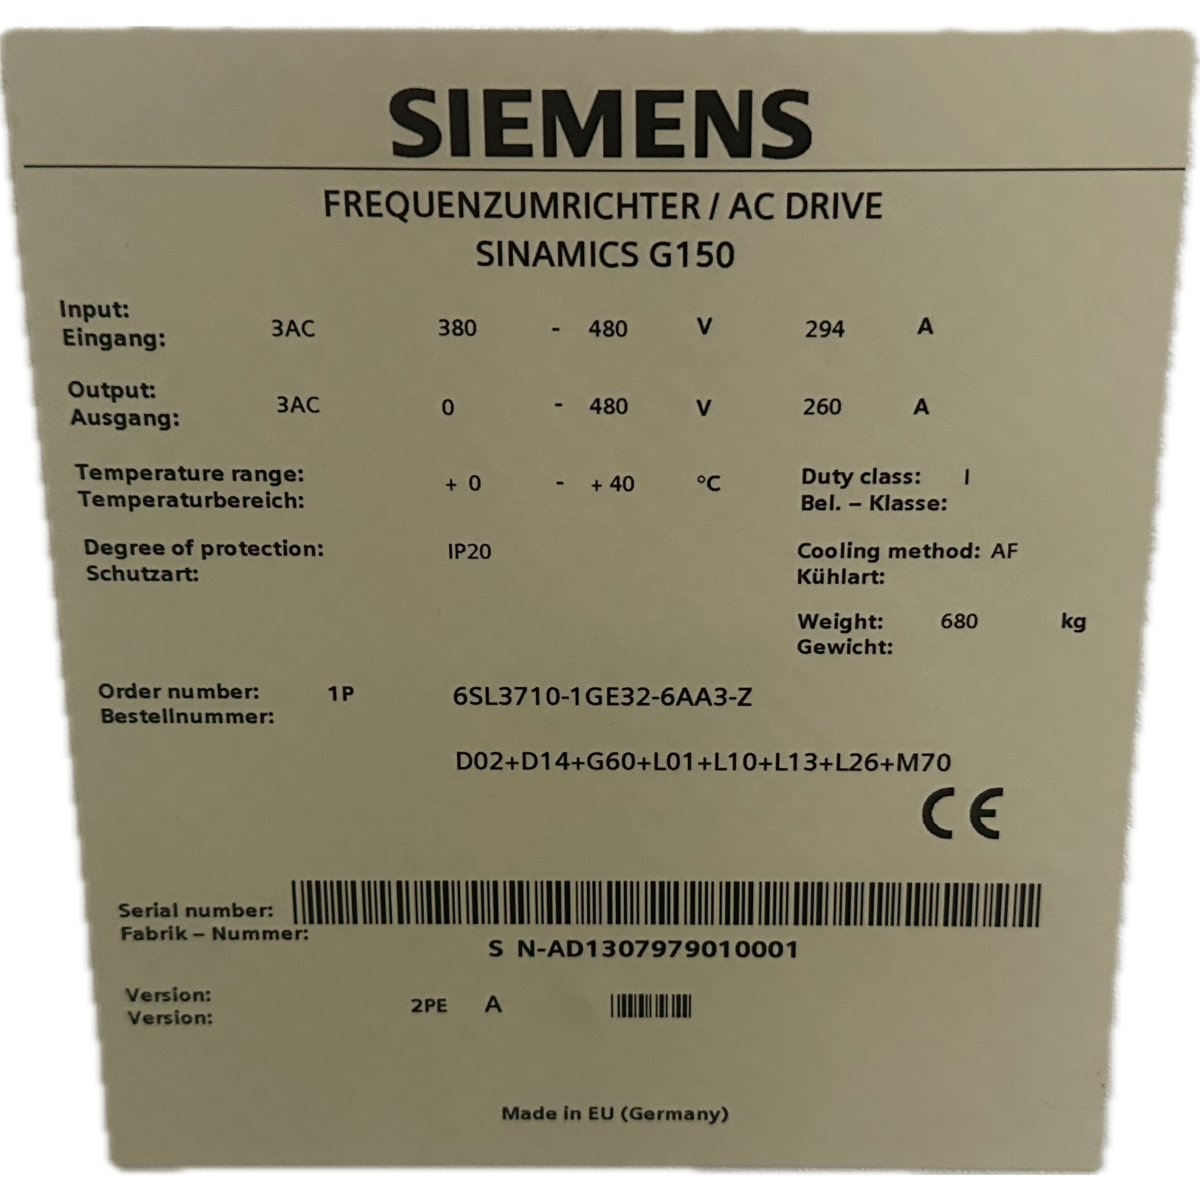 SIEMENS
FREQUENZUMRICHTER / AC DRIVE
SINAMICS G150
Input:
Eingang: 3AC 380 - 480 V 294 A
Output:
Ausgang: 3AC 0 - 480 V 260 A
Temperature range: + 0 - + 40 °C Duty class: I
Temperaturbereich: Bel. – Klasse:
Degree of protection: IP20 Cooling method: AF
Schutzart: Kühlart:
Weight: 680 kg
Gewicht:
Order number: 1P 6SL3710-1GE32-6AA3-Z
Bestellnummer:
D02+D14+G60+L01+L10+L13+L26+M70
CE
Serial number:
Fabrik – Nummer:
S N-AD1307979010001
Version: 2PE A
Version:
Made in EU (Germany)